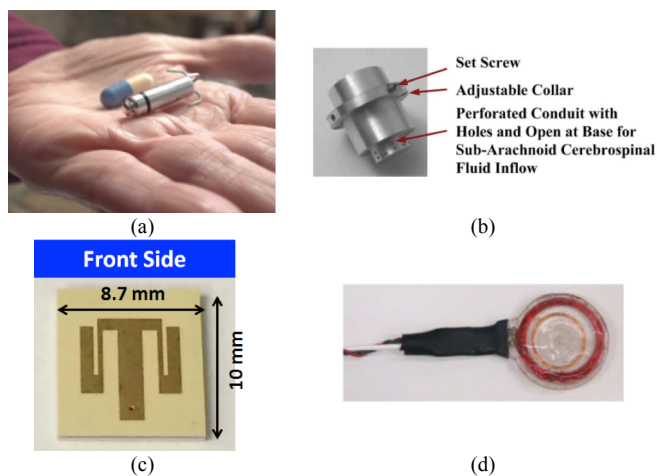 (a)
Set Screw
Adjustable Collar
Perforated Conduit with
Holes and Open at Base for
Sub-Arachnoid Cerebrospinal
Fluid Inflow
(b)
Front Side
8.7 mm
10 mm
(c)
(d)